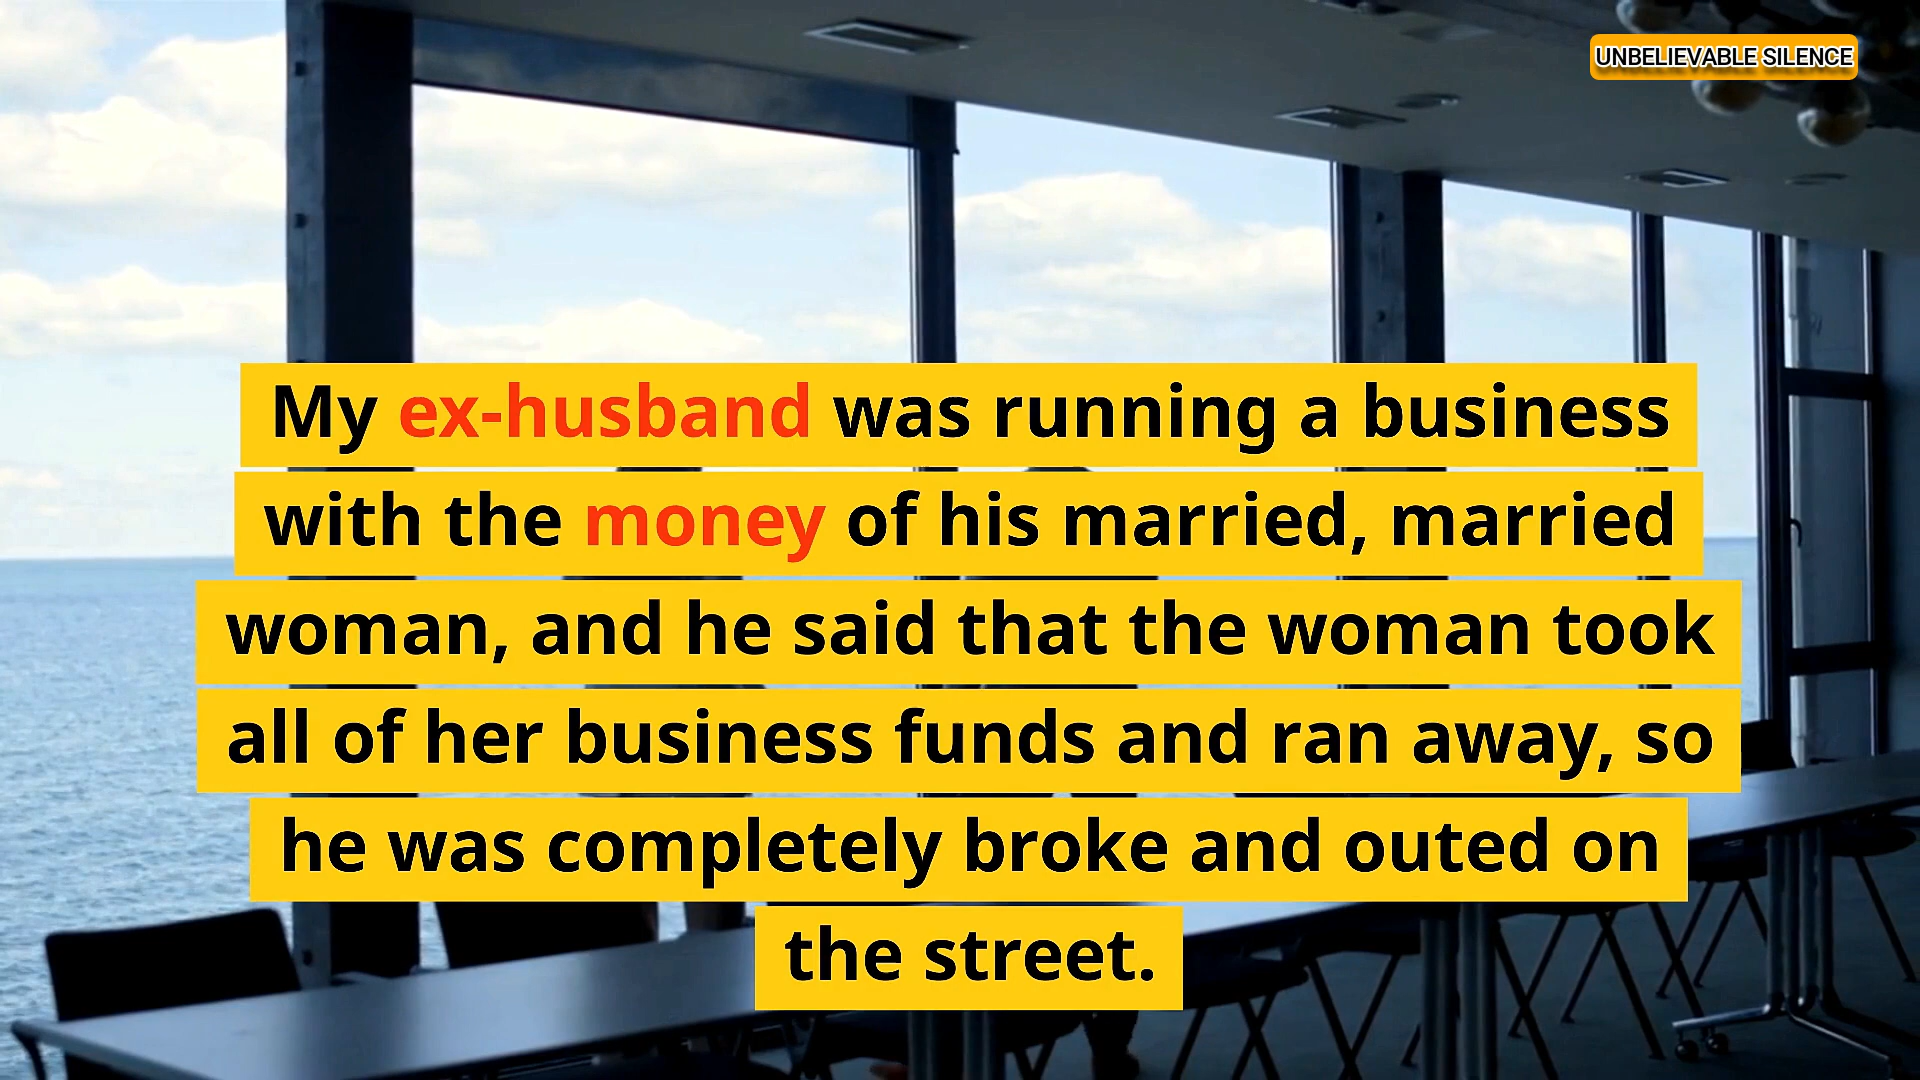 UNBELIEVABLE SILENCE
My ex-husband was running a business
with the money of his married, married
woman, and he said that the woman took
all of her business funds and ran away, so
he was completely broke and outed on
the street.